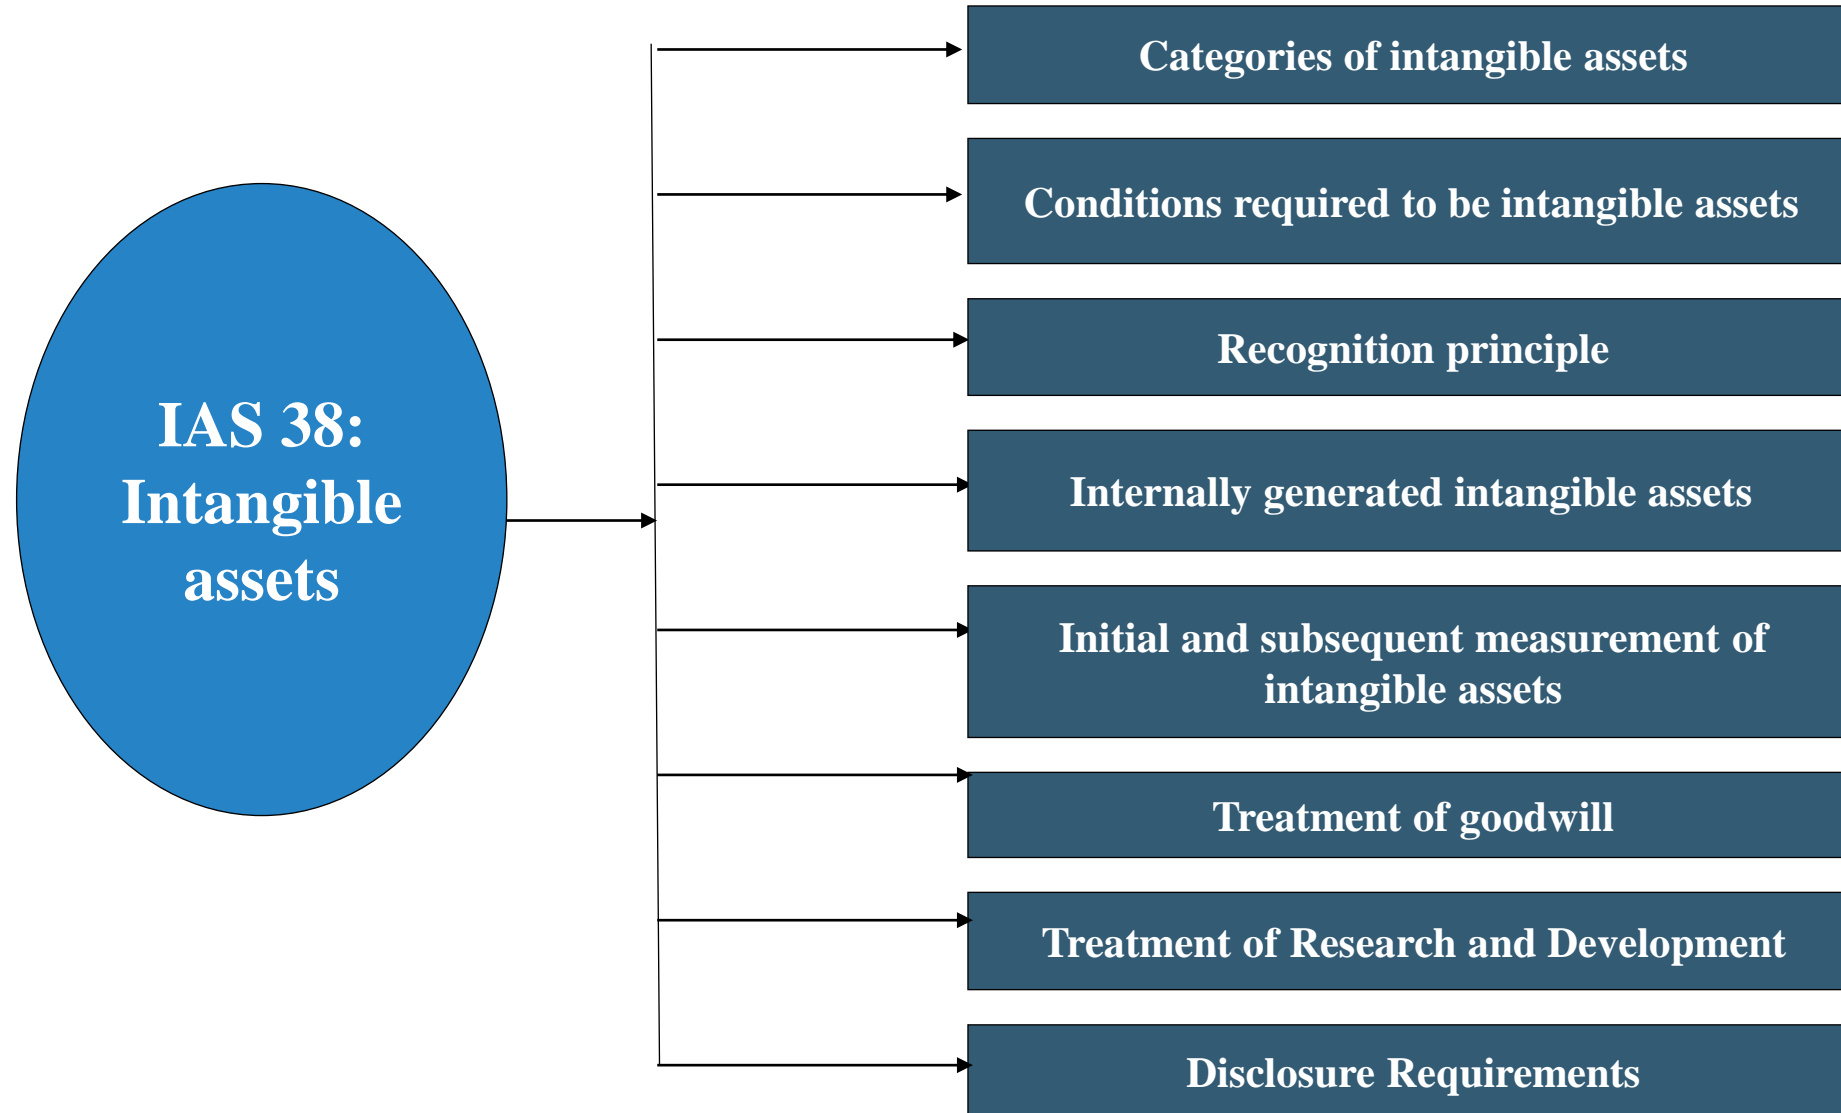 IAS 38:
Intangible
assets
Categories of intangible assets
Conditions required to be intangible assets
Recognition principle
Internally generated intangible assets
Initial and subsequent measurement of
intangible assets
Treatment of goodwill
Treatment of Research and Development
Disclosure Requirements